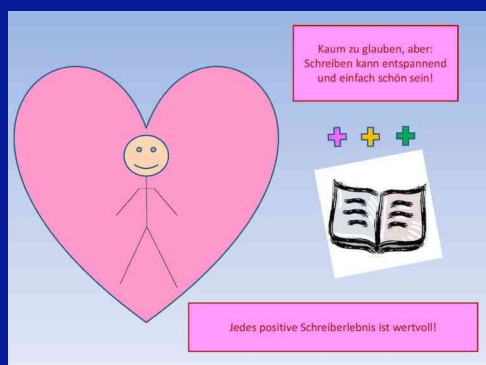 Kaum zu glauben, aber:
Schreiben kann entspannend
und einfach schön sein!
Jedes positive Schreiberlebnis ist wertvoll!